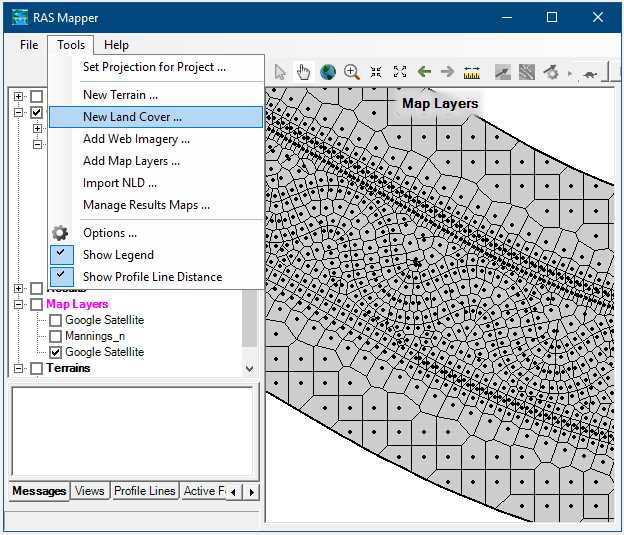 RAS Mapper
File Tools Help
Set Projection for Project ...
New Terrain ...
New Land Cover ...
Add Web Imagery ...
Add Map Layers ...
Import NLD ...
Manage Results Maps ...
Options ...
Show Legend
Show Profile Line Distance
Map Layers
Results
Map Layers
Google Satellite
Mannings_n
Google Satellite
Terrains
Messages Views Profile Lines Active